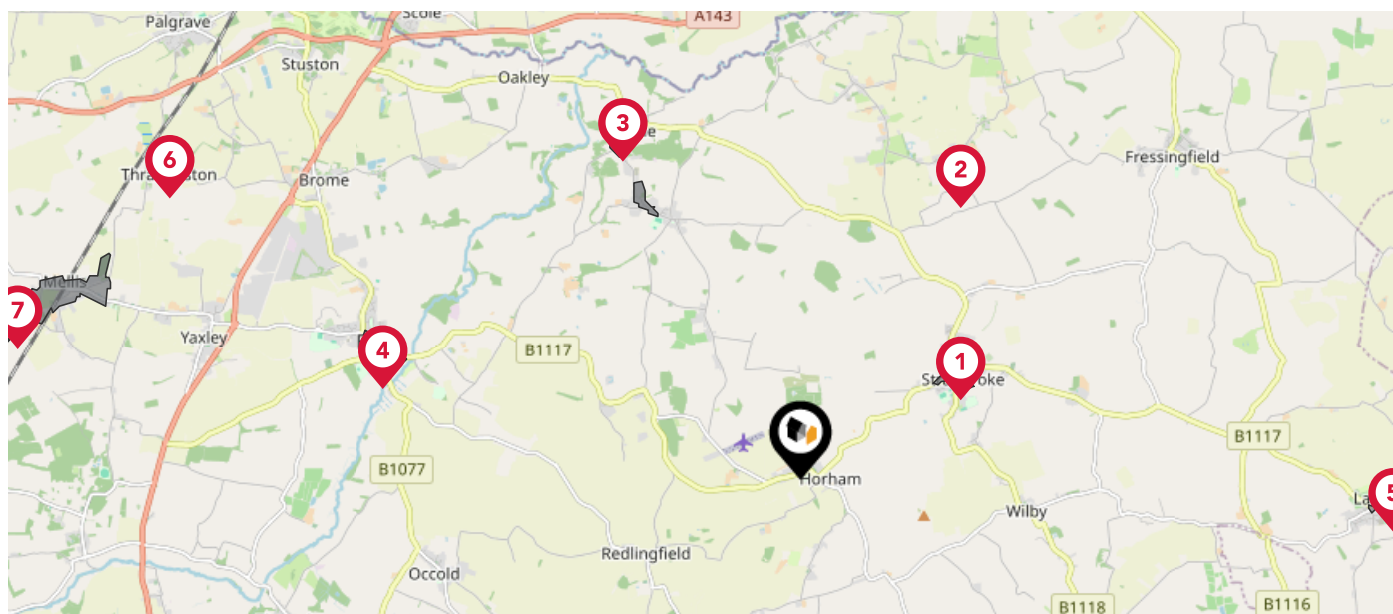 Palgrave
Scole
A143
Stuston
Oakley
3
6
2
Fressingfield
Brome
Mellis
7
Yaxley
4
B1117
1
B1117
B1077
Horham
5
Wilby
Redlingfield
Occold
B1118
B1116